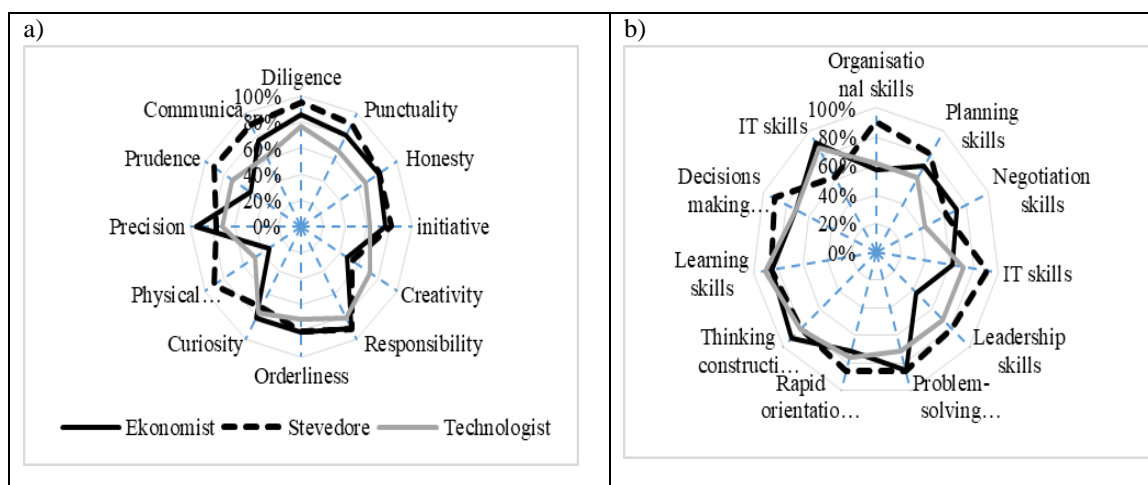 a)
Diligence
Punctuality
Honesty
initiative
Creativity
Responsibility
Orderliness
Curiosity
Physical…
Precision
Prudence
Communica
100%
80%
60%
40%
20%
0%
Ekonomist
Stevedore
Technologist
b)
Organisatio
nal skills
Planning
skills
Negotiation
skills
IT skills
Leadership
skills
Problem-
solving…
Rapid
orientatio…
Thinking
constructi…
Learning
skills
Decisions
making…
IT skills
100%
80%
60%
40%
20%
0%